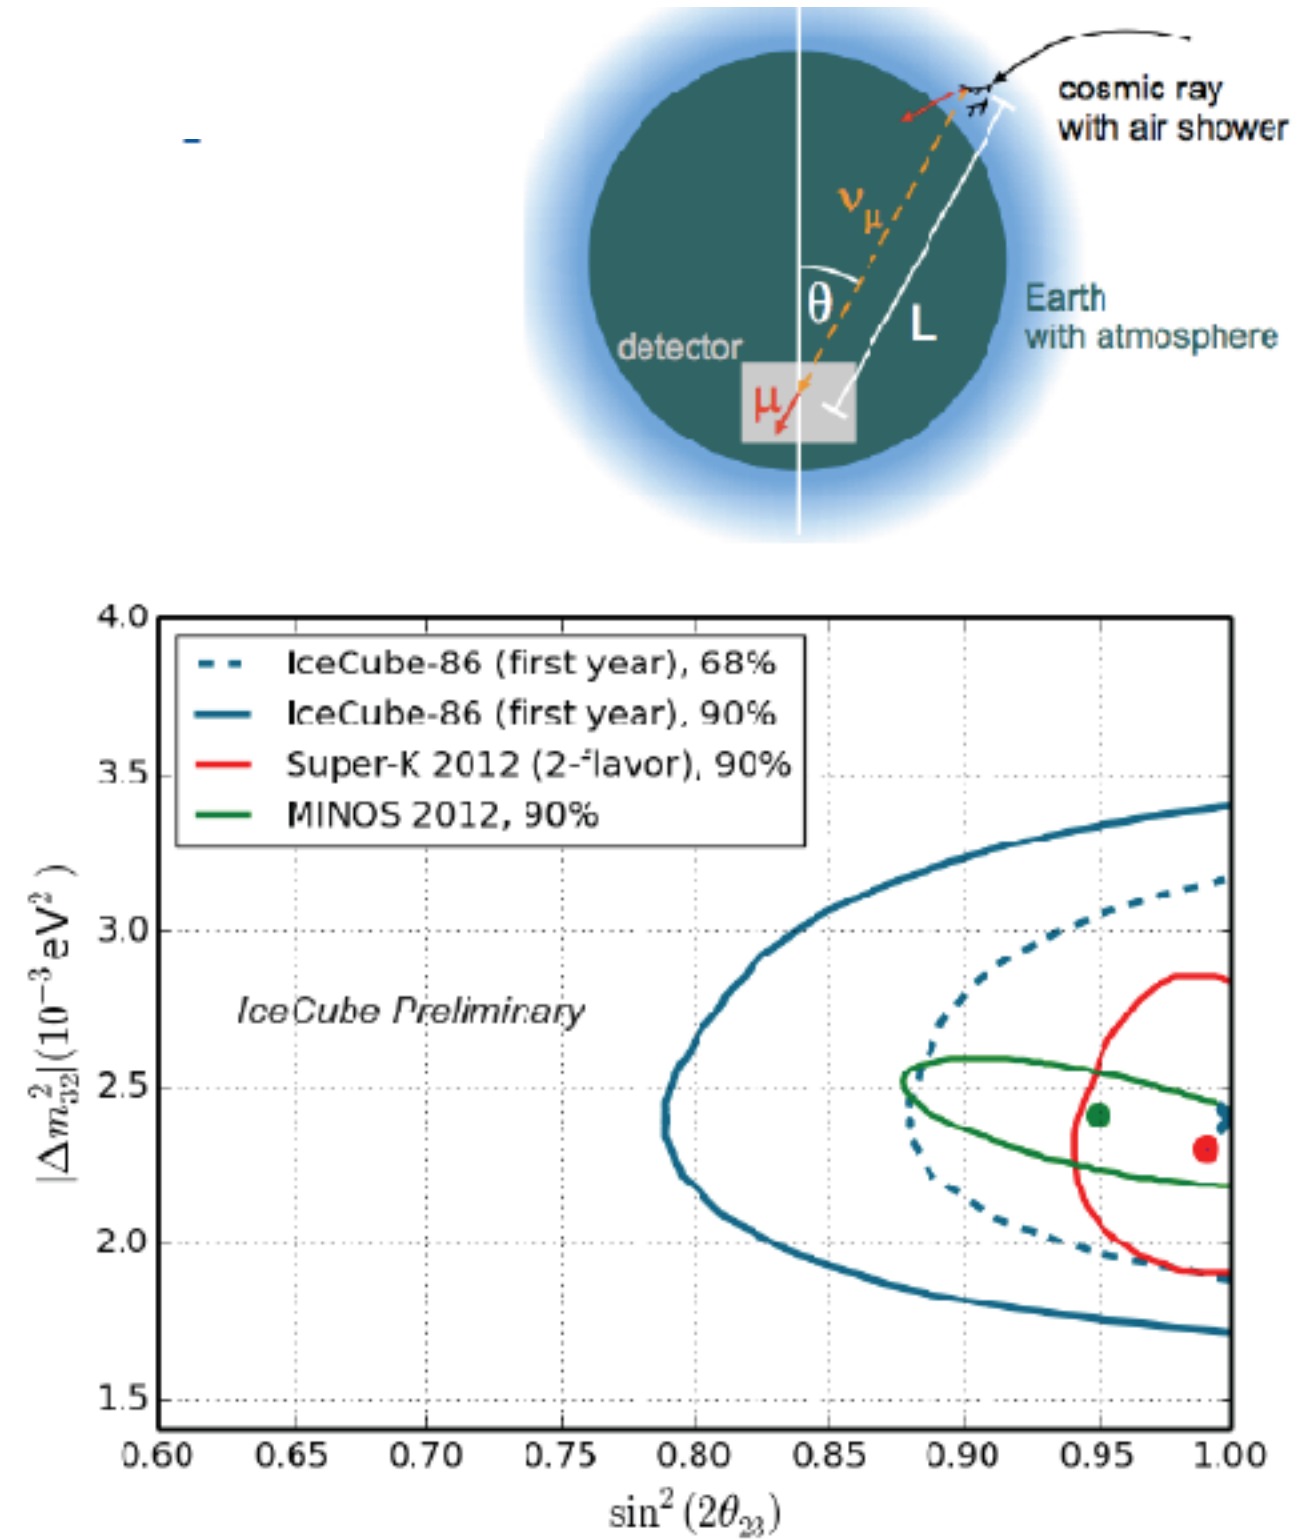 cosmic ray
with air shower
ν_μ
θ
L
Earth
with atmosphere
detector
μ
4.0
3.5
3.0
2.5
2.0
1.5
|Δm²₃₂|(10⁻³ eV²)
IceCube-86 (first year), 68%
IceCube-86 (first year), 90%
Super-K 2012 (2-flavor), 90%
MINOS 2012, 90%
IceCube Preliminary
0.60 0.65 0.70 0.75 0.80 0.85 0.90 0.95 1.00
sin² (2θ₂₃)